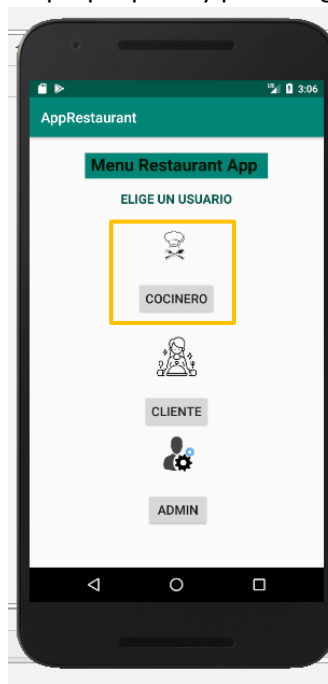 3:06
AppRestaurant
Menu Restaurant App
ELIGE UN USUARIO
COCINERO
CLIENTE
ADMIN